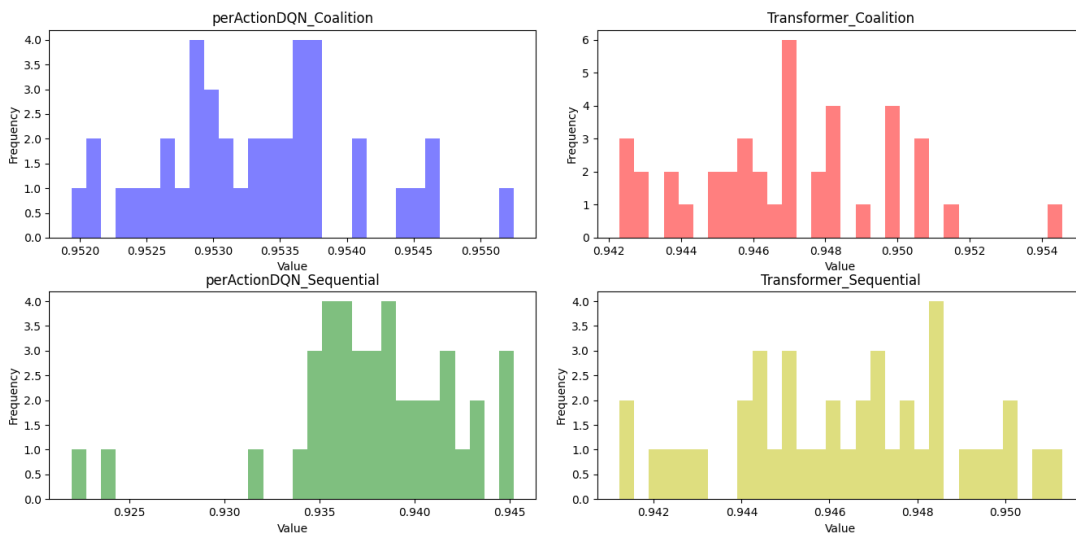 perActionDQN_Coalition
Frequency
4.0
3.5
3.0
2.5
2.0
1.5
1.0
0.5
0.0
0.9520 0.9525 0.9530 0.9535 0.9540 0.9545 0.9550
Value
Transformer_Coalition
Frequency
6
5
4
3
2
1
0
0.942 0.944 0.946 0.948 0.950 0.952 0.954
Value
perActionDQN_Sequential
Frequency
4.0
3.5
3.0
2.5
2.0
1.5
1.0
0.5
0.0
0.925 0.930 0.935 0.940 0.945
Value
Transformer_Sequential
Frequency
4.0
3.5
3.0
2.5
2.0
1.5
1.0
0.5
0.0
0.942 0.944 0.946 0.948 0.950
Value